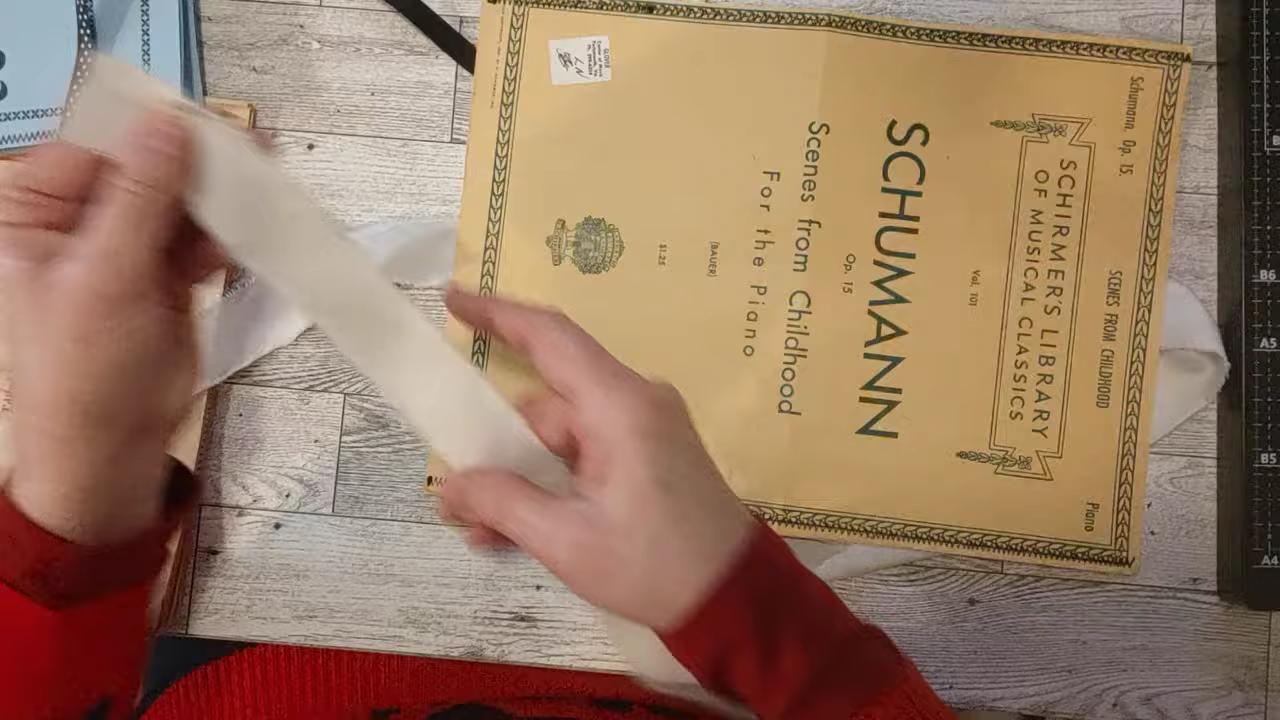 Schumann. Op. 15.
SCENES FROM CHILDHOOD
Piano
SCHIRMER'S LIBRARY
OF MUSICAL CLASSICS
Vol. 101
SCHUMANN
Op. 15
Scenes from Childhood
For the Piano
(BAUER)
$1.25
GLOVER
B6
A5
B5
A4